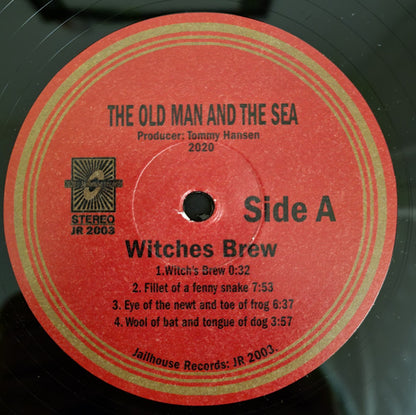 THE OLD MAN AND THE SEA
Producer: Tommy Hansen
2020
STEREO
JR 2003
Side A
Witches Brew
1.Witch's Brew 0:32
2. Fillet of a fenny snake 7:53
3. Eye of the newt and toe of frog 6:37
4. Wool of bat and tongue of dog 3:57
Jailhouse Records: JR 2003.